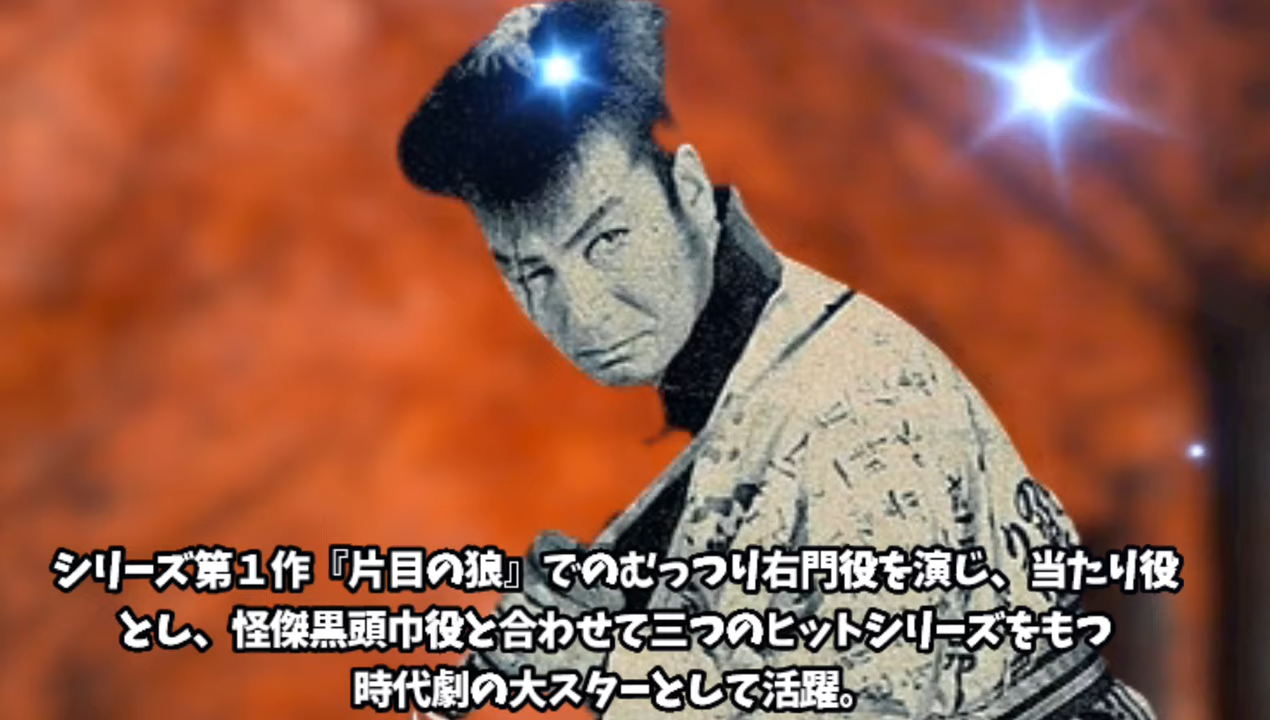 シリーズ第１作『片目の狼』でのむっつり右門役を演じ、当たり役
とし、怪傑黒頭巾役と合わせて三つのヒットシリーズをもつ
時代劇の大スターとして活躍。